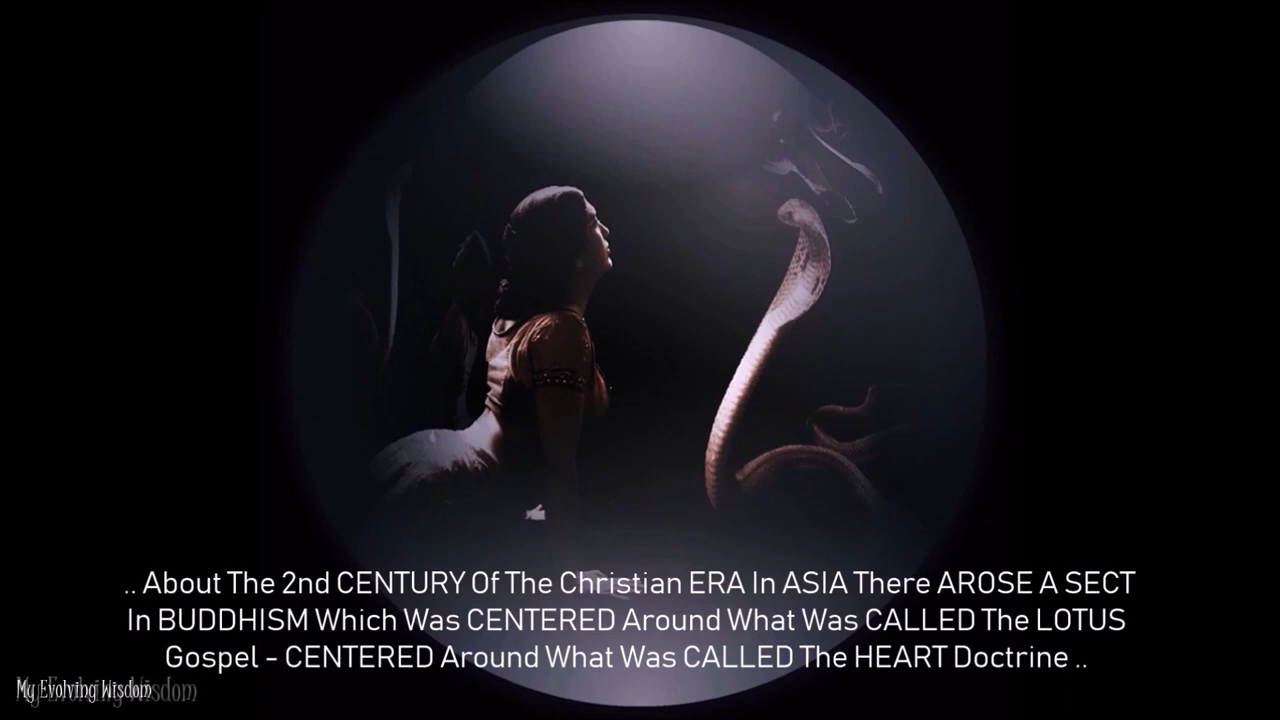 .. About The 2nd CENTURY Of The Christian ERA In ASIA There AROSE A SECT
In BUDDHISM Which Was CENTERED Around What Was CALLED The LOTUS
Gospel - CENTERED Around What Was CALLED The HEART Doctrine ..
My Evolving Wisdom